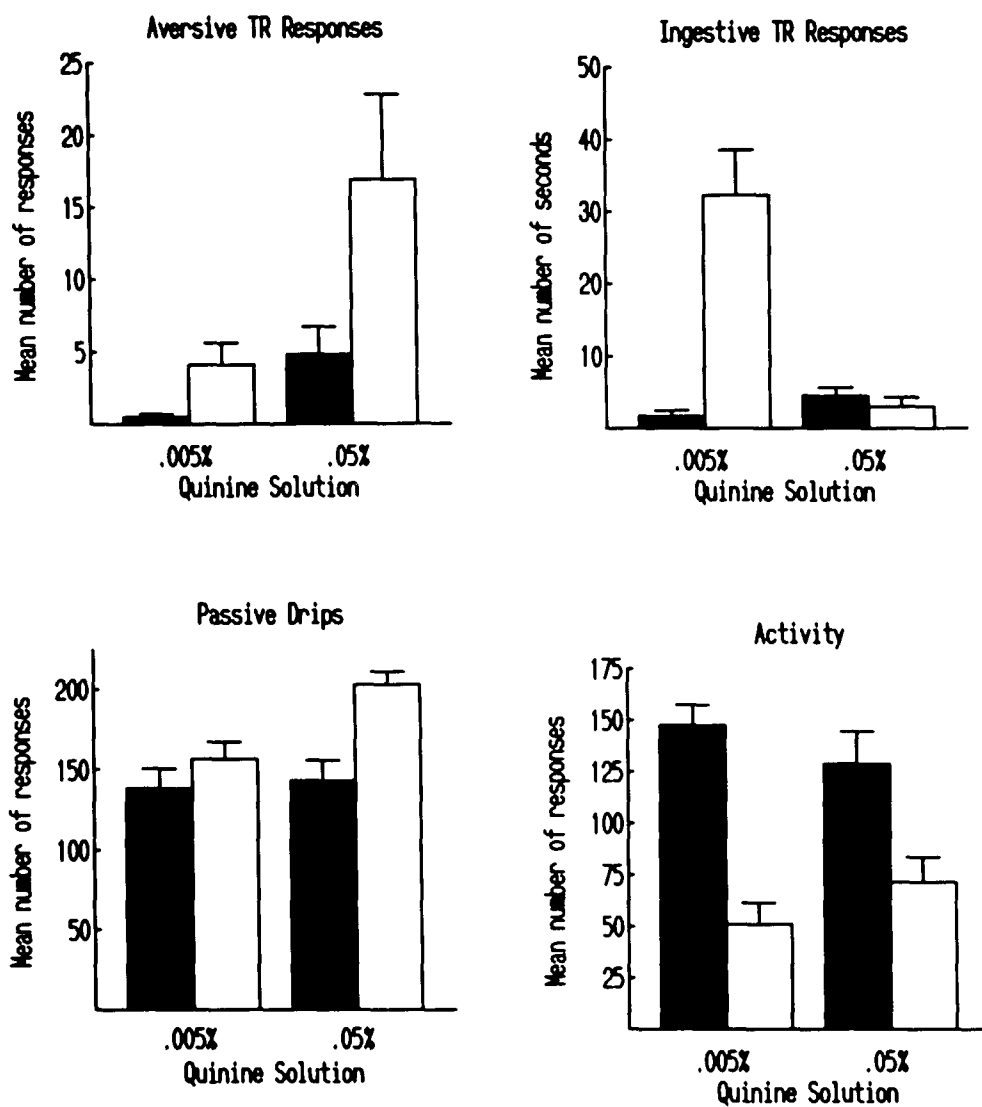 Aversive TR Responses
Mean number of responses
25
20
15
10
5
.005% .05%
Quinine Solution
Ingestive TR Responses
Mean number of seconds
50
40
30
20
10
.005% .05%
Quinine Solution
Passive Drips
Mean number of responses
200
150
100
50
.005% .05%
Quinine Solution
Activity
Mean number of responses
175
150
125
100
75
50
25
.005% .05%
Quinine Solution